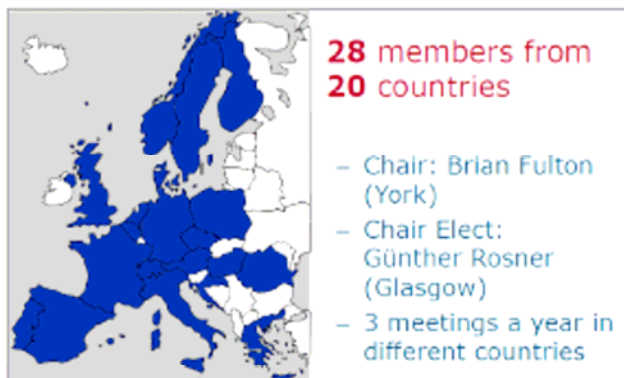 28 members from
20 countries
– Chair: Brian Fulton
(York)
– Chair Elect:
Günther Rosner
(Glasgow)
– 3 meetings a year in
different countries